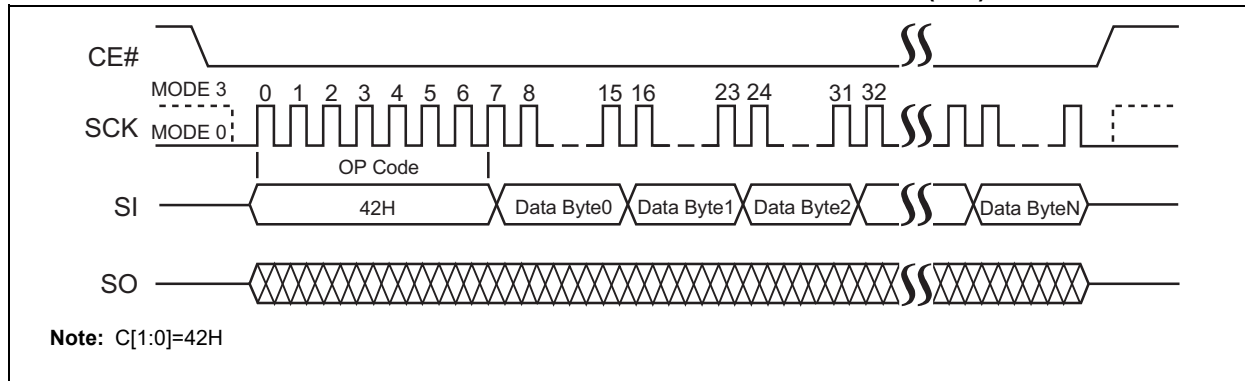 CE#
MODE 3
0 1 2 3 4 5 6 7 8 15 16 23 24 31 32
SCK
MODE 0
OP Code
SI
42H
Data Byte0
Data Byte1
Data Byte2
Data ByteN
SO
Note: C[1:0]=42H